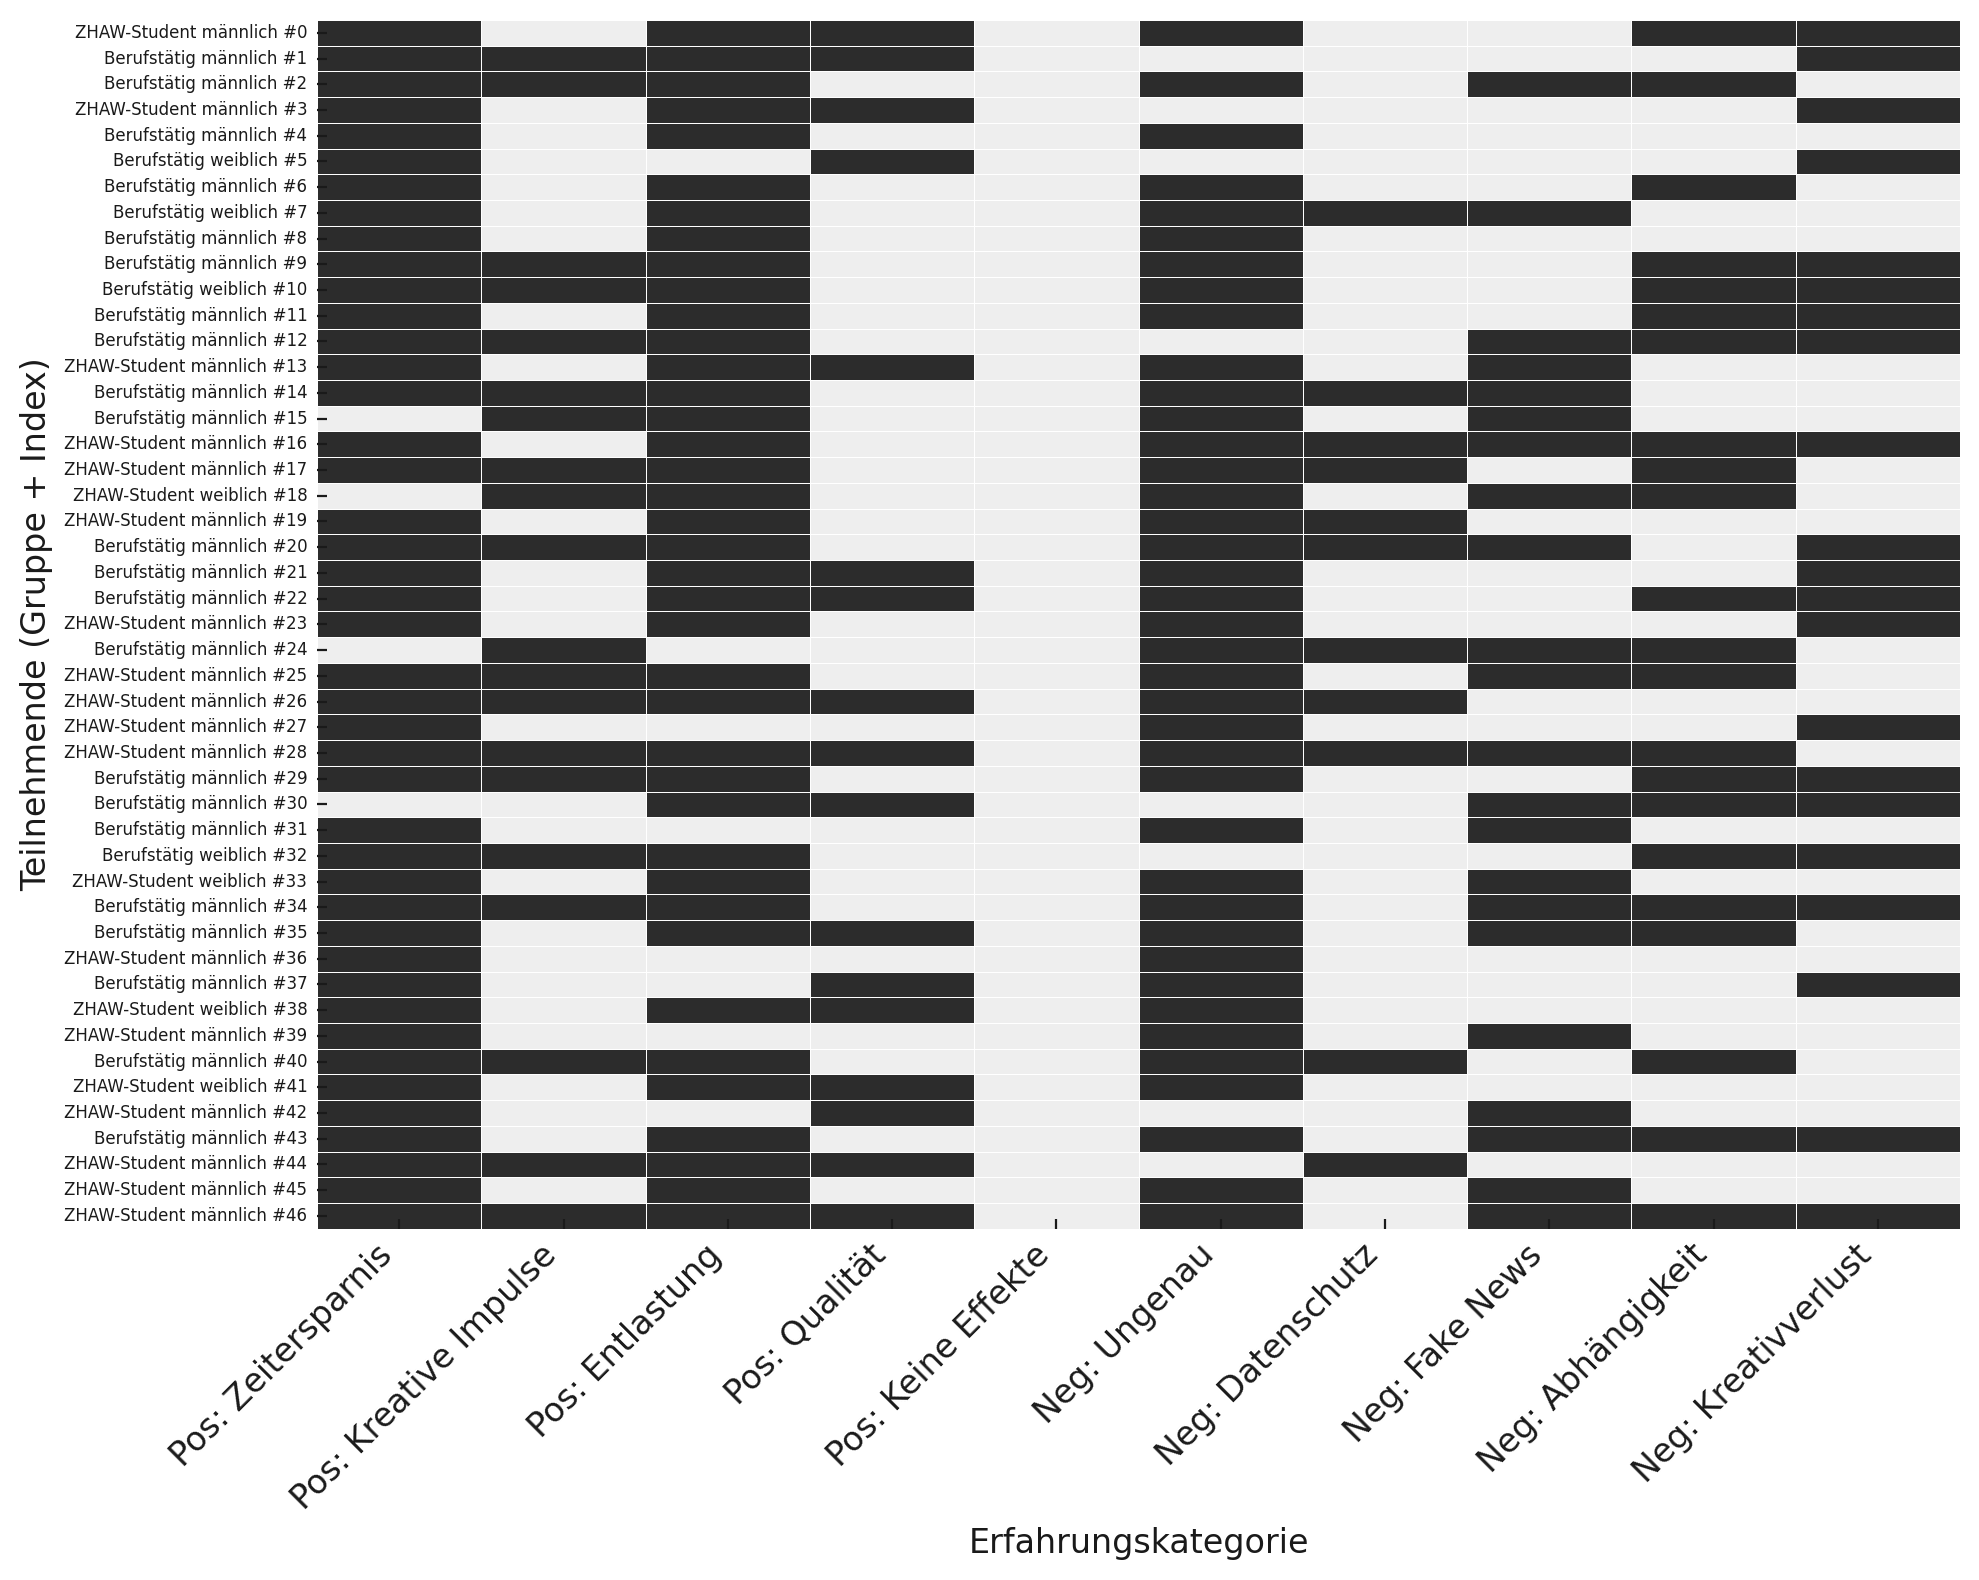 ZHAW-Student männlich #0
Berufstätig männlich #1
Berufstätig männlich #2
ZHAW-Student männlich #3
Berufstätig männlich #4
Berufstätig weiblich #5
Berufstätig männlich #6
Berufstätig weiblich #7
Berufstätig männlich #8
Berufstätig männlich #9
Berufstätig weiblich #10
Berufstätig männlich #11
Berufstätig männlich #12
ZHAW-Student männlich #13
Berufstätig männlich #14
Berufstätig männlich #15
ZHAW-Student männlich #16
ZHAW-Student männlich #17
ZHAW-Student weiblich #18
ZHAW-Student männlich #19
Berufstätig männlich #20
Berufstätig männlich #21
Berufstätig männlich #22
ZHAW-Student männlich #23
Berufstätig männlich #24
ZHAW-Student männlich #25
ZHAW-Student männlich #26
ZHAW-Student männlich #27
ZHAW-Student männlich #28
Berufstätig männlich #29
Berufstätig männlich #30
Berufstätig männlich #31
Berufstätig weiblich #32
ZHAW-Student weiblich #33
Berufstätig männlich #34
Berufstätig männlich #35
ZHAW-Student männlich #36
Berufstätig männlich #37
ZHAW-Student weiblich #38
ZHAW-Student männlich #39
Berufstätig männlich #40
ZHAW-Student weiblich #41
ZHAW-Student männlich #42
Berufstätig männlich #43
ZHAW-Student männlich #44
ZHAW-Student männlich #45
ZHAW-Student männlich #46
Teilnehmende (Gruppe + Index)
Pos: Zeitersparnis
Pos: Kreative Impulse
Pos: Entlastung
Pos: Qualität
Pos: Keine Effekte
Neg: Ungenau
Neg: Datenschutz
Neg: Fake News
Neg: Abhängigkeit
Neg: Kreativverlust
Erfahrungskategorie